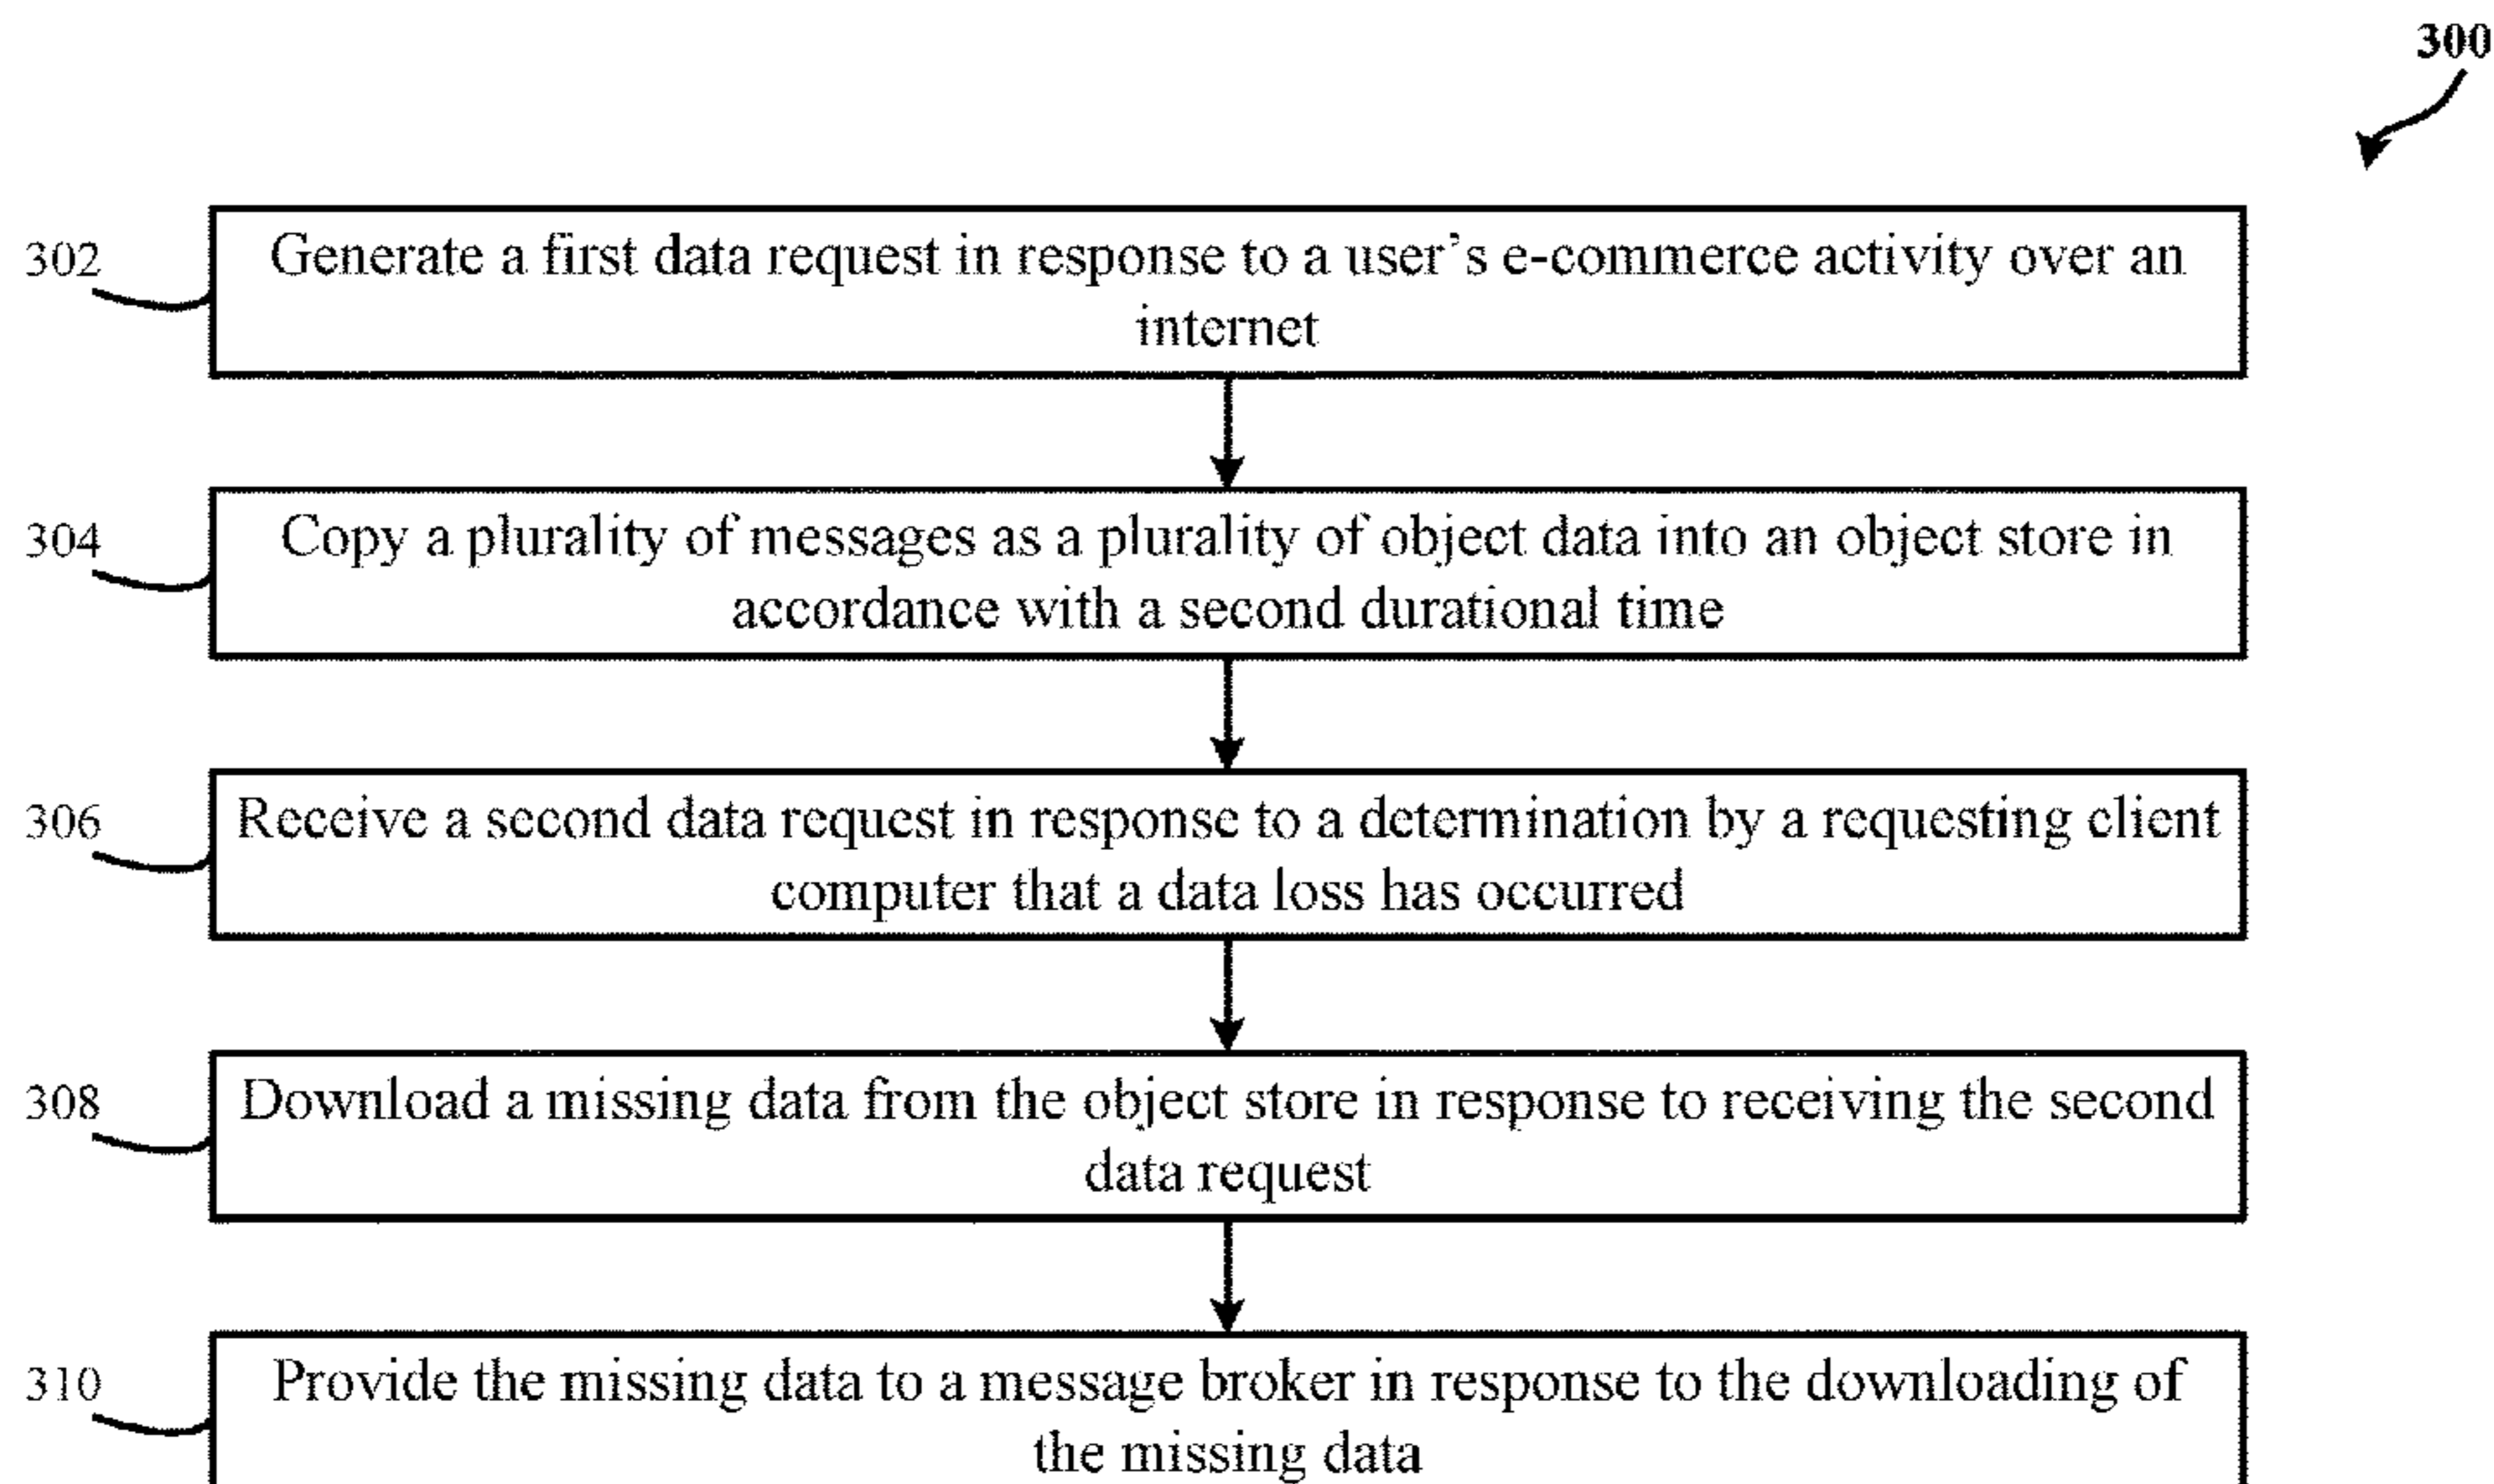 300
302
Generate a first data request in response to a user's e-commerce activity over an
internet
304
Copy a plurality of messages as a plurality of object data into an object store in
accordance with a second durational time
306
Receive a second data request in response to a determination by a requesting client
computer that a data loss has occurred
308
Download a missing data from the object store in response to receiving the second
data request
310
Provide the missing data to a message broker in response to the downloading of
the missing data